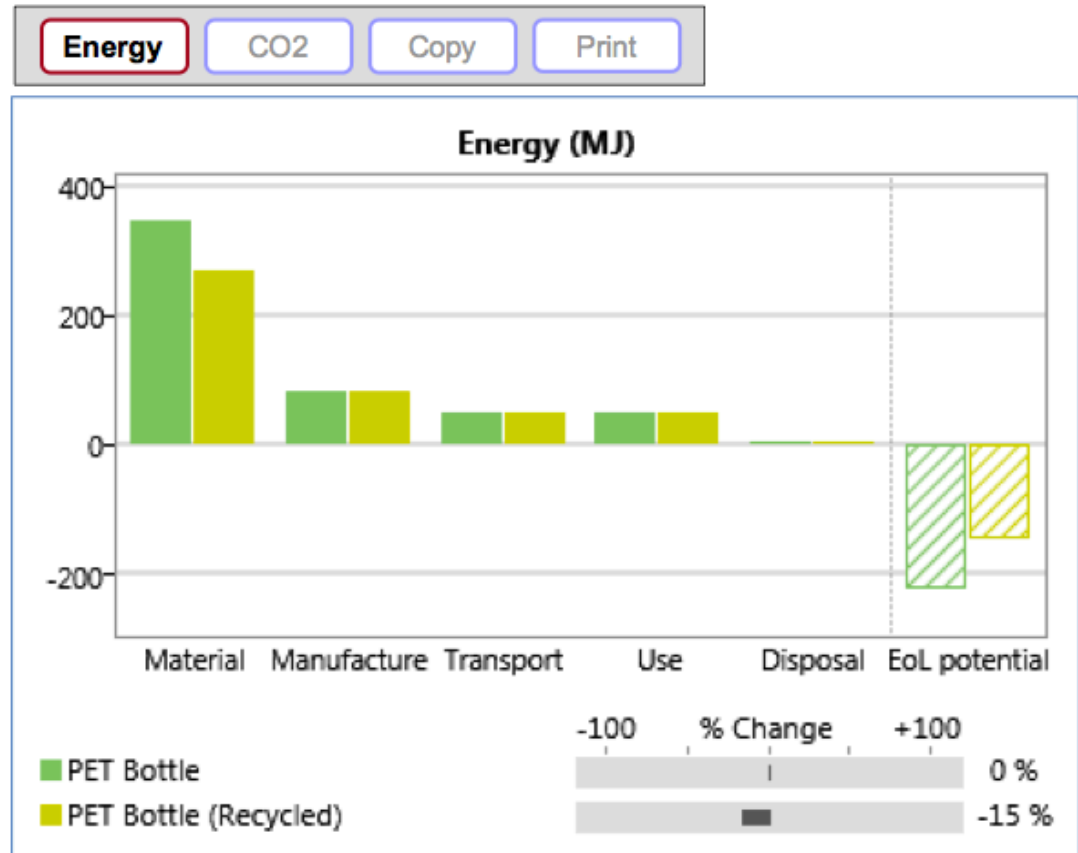 Energy CO2 Copy Print
Energy (MJ)
400
200
0
-200
Material Manufacture Transport Use Disposal EoL potential
-100 % Change +100
PET Bottle 0 %
PET Bottle (Recycled) -15 %